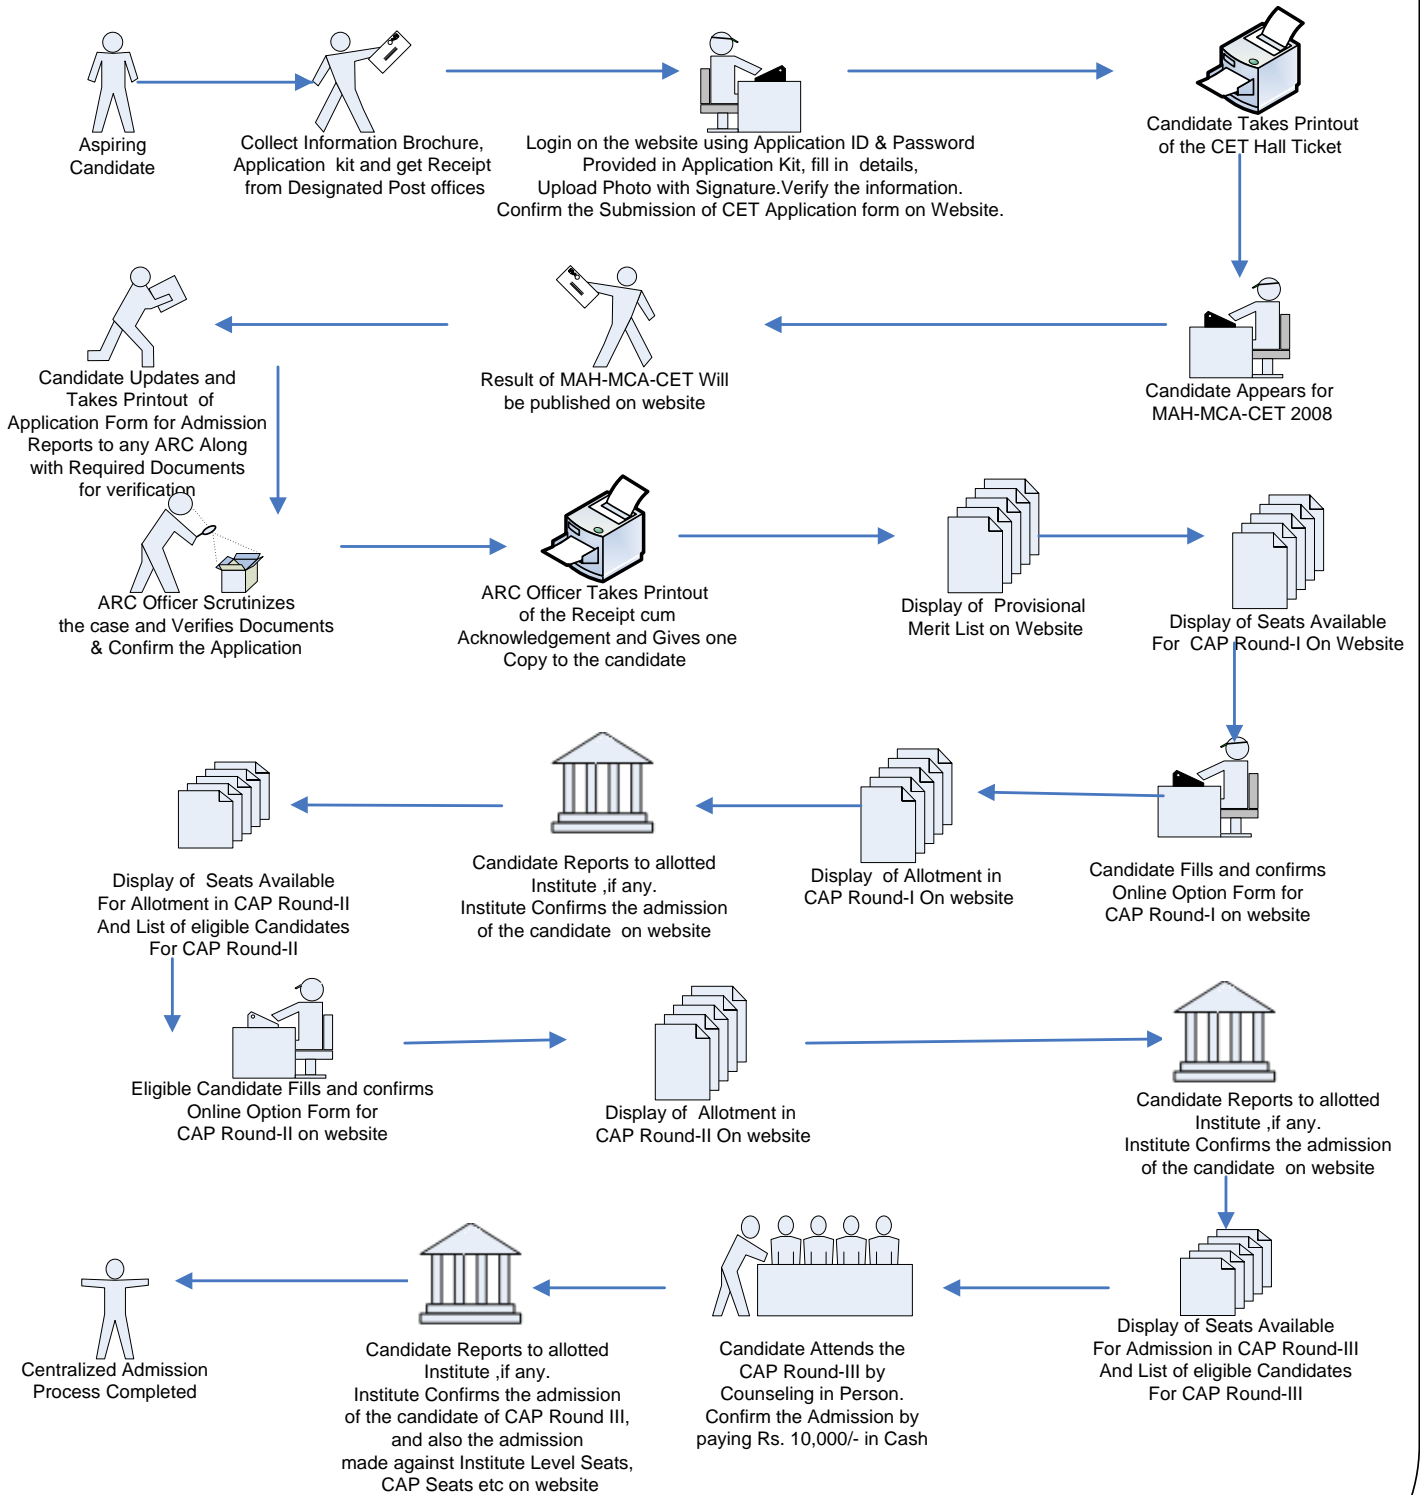 Aspiring
Candidate
Collect Information Brochure,
Application kit and get Receipt
from Designated Post offices
Login on the website using Application ID & Password
Provided in Application Kit, fill in details,
Upload Photo with Signature.Verify the information.
Confirm the Submission of CET Application form on Website.
Candidate Takes Printout
of the CET Hall Ticket
Candidate Appears for
MAH-MCA-CET 2008
Result of MAH-MCA-CET Will
be published on website
Candidate Updates and
Takes Printout of
Application Form for Admission
Reports to any ARC Along
with Required Documents
for verification
ARC Officer Scrutinizes
the case and Verifies Documents
& Confirm the Application
ARC Officer Takes Printout
of the Receipt cum
Acknowledgement and Gives one
Copy to the candidate
Display of Provisional
Merit List on Website
Display of Seats Available
For CAP Round-I On Website
Candidate Fills and confirms
Online Option Form for
CAP Round-I on website
Display of Allotment in
CAP Round-I On website
Candidate Reports to allotted
Institute ,if any.
Institute Confirms the admission
of the candidate on website
Display of Seats Available
For Allotment in CAP Round-II
And List of eligible Candidates
For CAP Round-II
Eligible Candidate Fills and confirms
Online Option Form for
CAP Round-II on website
Display of Allotment in
CAP Round-II On website
Candidate Reports to allotted
Institute ,if any.
Institute Confirms the admission
of the candidate on website
Display of Seats Available
For Admission in CAP Round-III
And List of eligible Candidates
For CAP Round-III
Candidate Attends the
CAP Round-III by
Counseling in Person.
Confirm the Admission by
paying Rs. 10,000/- in Cash
Candidate Reports to allotted
Institute ,if any.
Institute Confirms the admission
of the candidate of CAP Round III,
and also the admission
made against Institute Level Seats,
CAP Seats etc on website
Centralized Admission
Process Completed